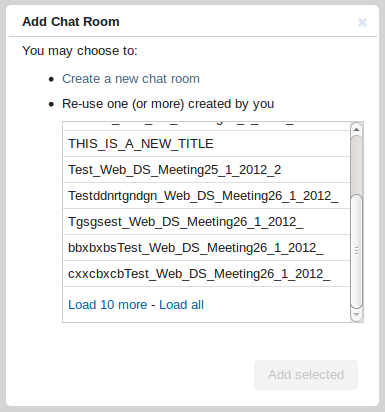 Add Chat Room
You may choose to:
Create a new chat room
Re-use one (or more) created by you
THIS_IS_A_NEW_TITLE
Test_Web_DS_Meeting25_1_2012_2
Testddnrtgndgn_Web_DS_Meeting26_1_2012_
Tgsgsest_Web_DS_Meeting26_1_2012_
bbxbxbsTest_Web_DS_Meeting26_1_2012_
cxxcbxcbTest_Web_DS_Meeting26_1_2012_
Load 10 more - Load all
Add selected